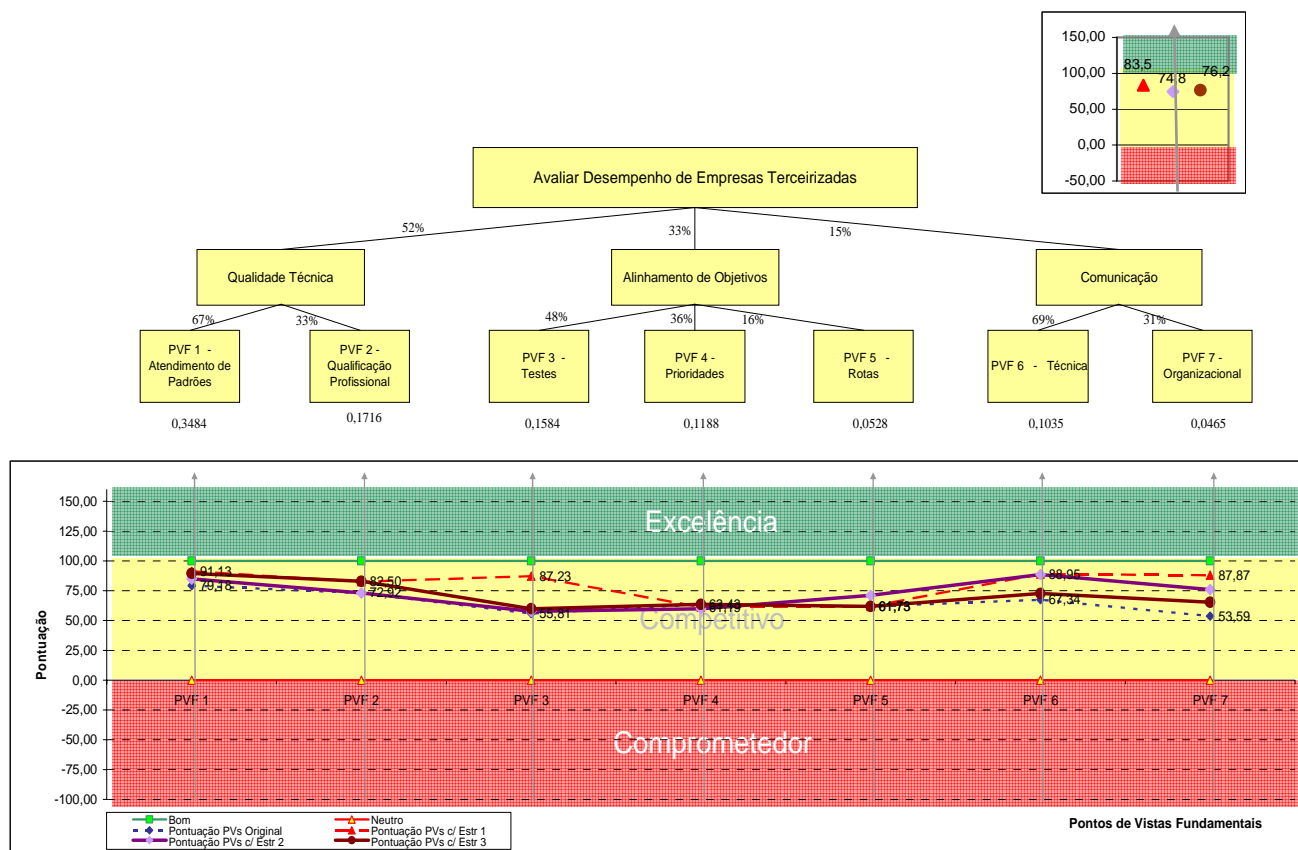 150,00
100,00
50,00
0,00
-50,00
83,5
74,8
76,2
Avaliar Desempenho de Empresas Terceirizadas
52%
33%
15%
Qualidade Técnica
Alinhamento de Objetivos
Comunicação
67%
33%
48%
36%
16%
69%
31%
PVF 1 -
Atendimento de
Padrões
PVF 2 -
Qualificação
Profissional
PVF 3 -
Testes
PVF 4 -
Prioridades
PVF 5 -
Rotas
PVF 6 - Técnica
PVF 7 -
Organizacional
0,3484
0,1716
0,1584
0,1188
0,0528
0,1035
0,0465
Pontuação
150,00
125,00
100,00
75,00
50,00
25,00
0,00
-25,00
-50,00
-75,00
-100,00
Excelência
Competitivo
Comprometedor
91,13
79,18
82,50
72,92
87,23
55,81
63,43
61,73
88,95
67,34
87,87
53,59
PVF 1
PVF 2
PVF 3
PVF 4
PVF 5
PVF 6
PVF 7
Bom
Neutro
Pontuação PVs Original
Pontuação PVs c/ Estr 1
Pontuação PVs c/ Estr 2
Pontuação PVs c/ Estr 3
Pontos de Vistas Fundamentais